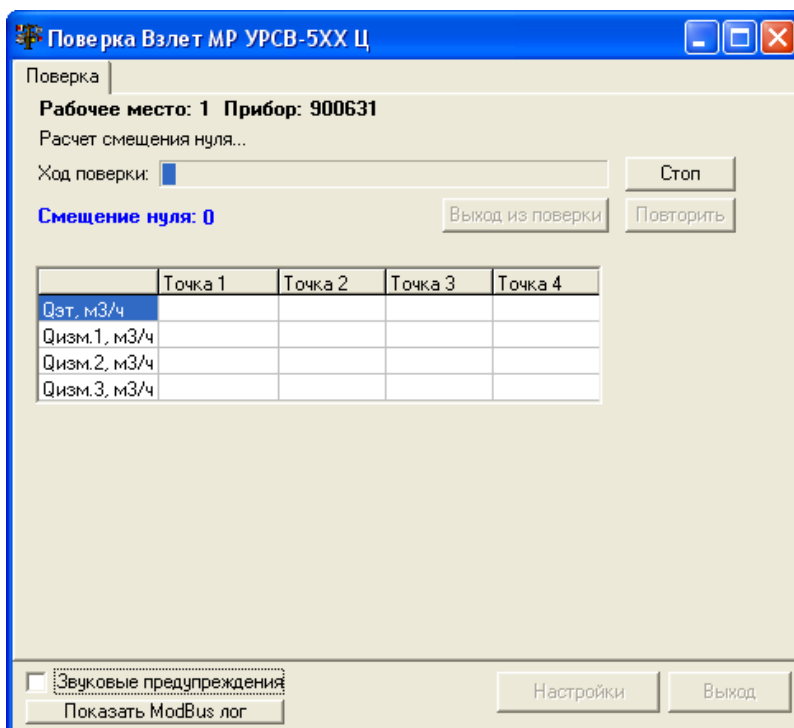 Поверка Взлет МР УРСВ-5ХХ Ц
Поверка
Рабочее место: 1 Прибор: 900631
Расчет смещения нуля...
Ход поверки: Стоп
Смещение нуля: 0 Выход из поверки Повторить
Точка 1 Точка 2 Точка 3 Точка 4
Qэт, м3/ч
Qизм.1, м3/ч
Qизм.2, м3/ч
Qизм.3, м3/ч
Звуковые предупреждения
Настройки Выход
Показать ModBus лог